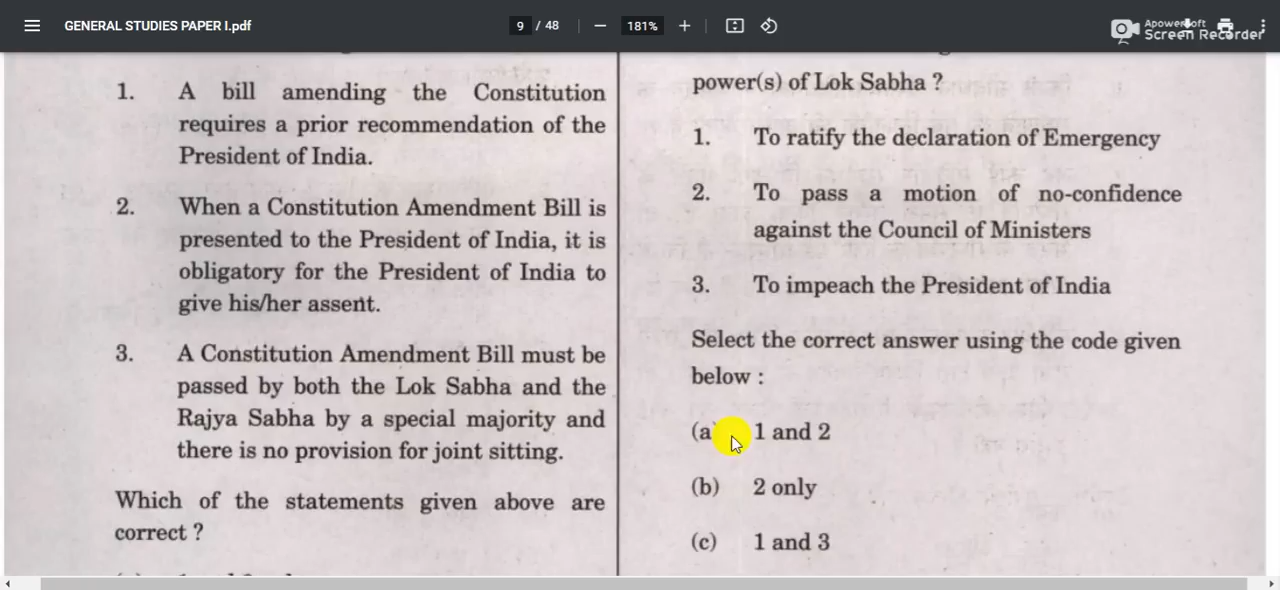 GENERAL STUDIES PAPER I.pdf
9 / 48
181%
Apowersoft
Screen Recorder
1. A bill amending the Constitution
requires a prior recommendation of the
President of India.
2. When a Constitution Amendment Bill is
presented to the President of India, it is
obligatory for the President of India to
give his/her assent.
3. A Constitution Amendment Bill must be
passed by both the Lok Sabha and the
Rajya Sabha by a special majority and
there is no provision for joint sitting.
Which of the statements given above are
correct ?
power(s) of Lok Sabha ?
1. To ratify the declaration of Emergency
2. To pass a motion of no-confidence
against the Council of Ministers
3. To impeach the President of India
Select the correct answer using the code given
below :
(a) 1 and 2
(b) 2 only
(c) 1 and 3